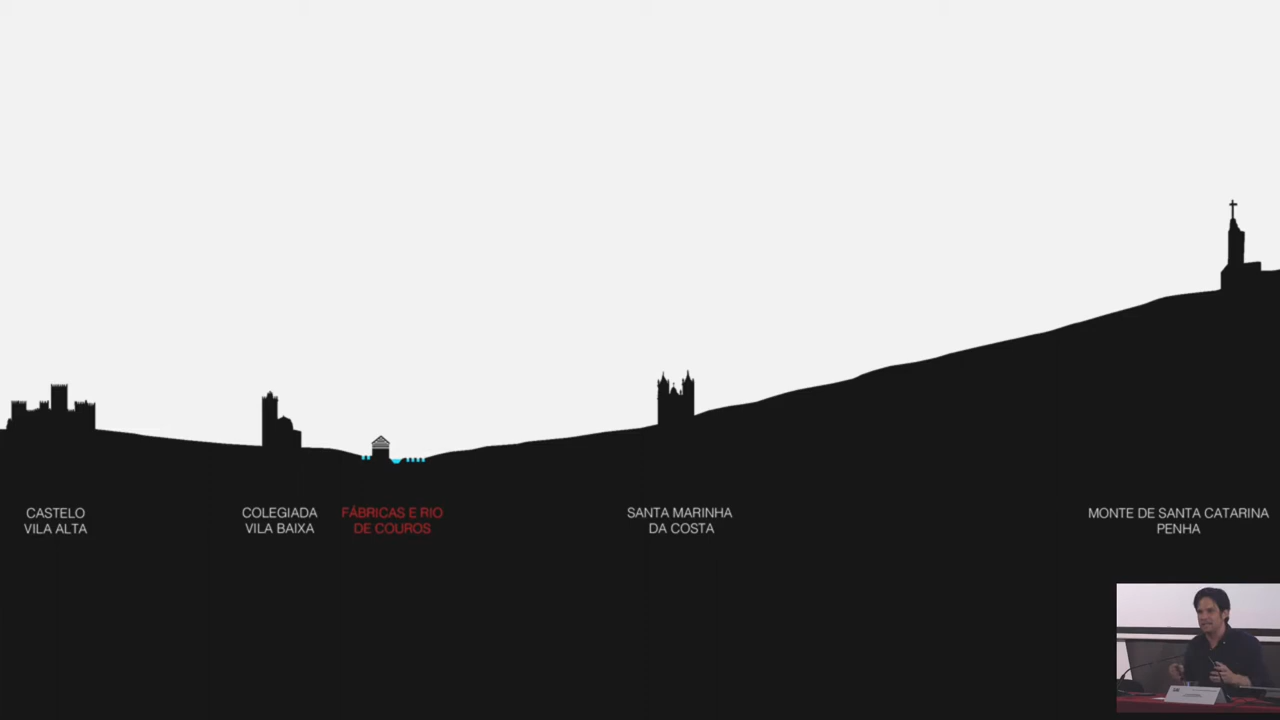 CASTELO
VILA ALTA
COLEGIADA
VILA BAIXA
FÁBRICAS E RIO
DE COUROS
SANTA MARINHA
DA COSTA
MONTE DE SANTA CATARINA
PENHA